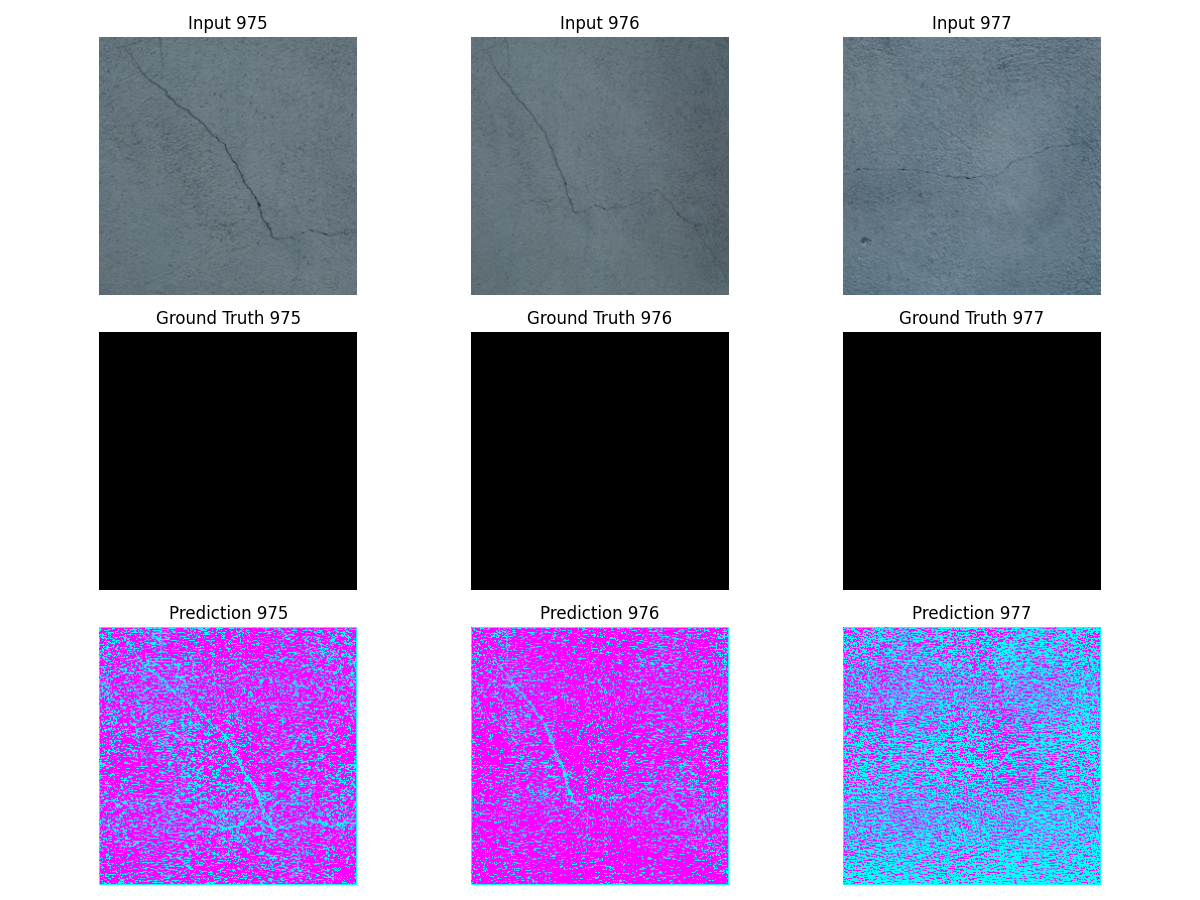 Input 975
Input 976
Input 977
Ground Truth 975
Ground Truth 976
Ground Truth 977
Prediction 975
Prediction 976
Prediction 977